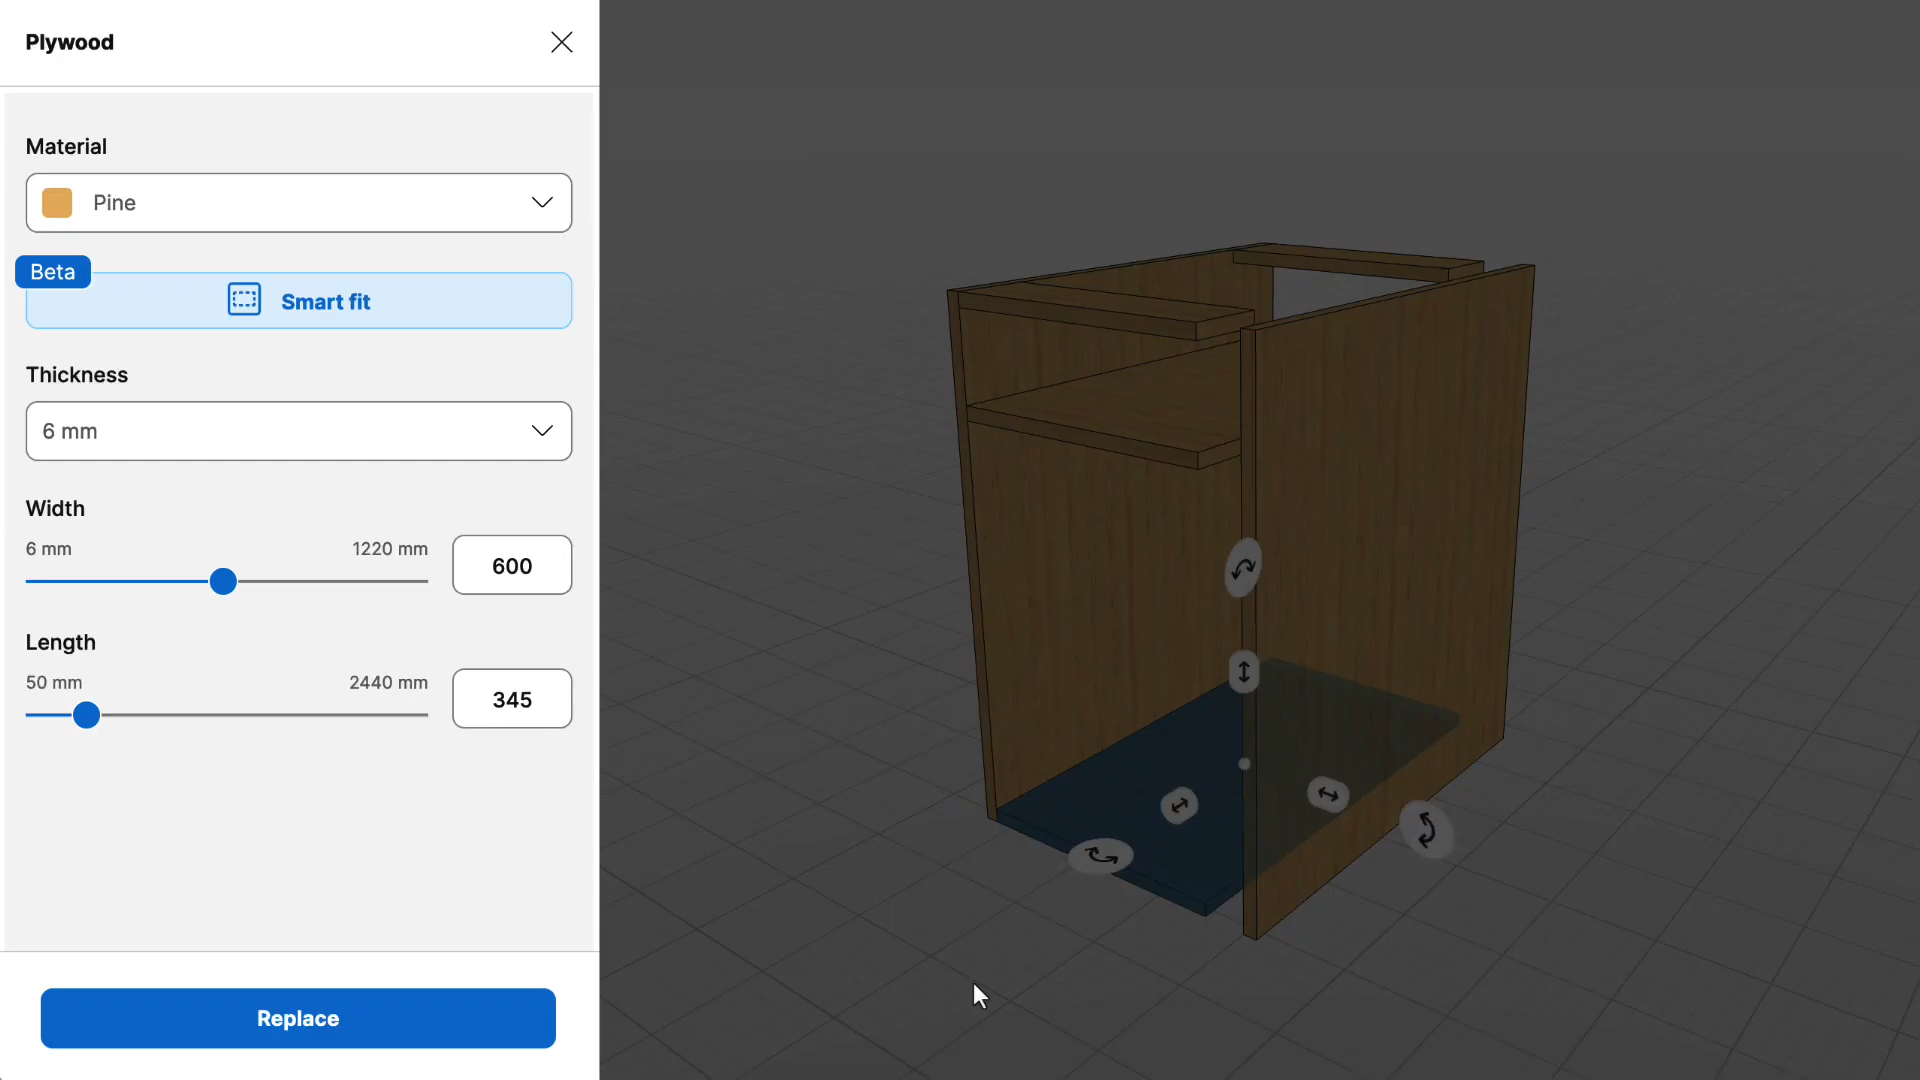 Plywood
Material
Pine
Beta
Smart fit
Thickness
6 mm
Width
6 mm 1220 mm
600
Length
50 mm 2440 mm
345
Replace